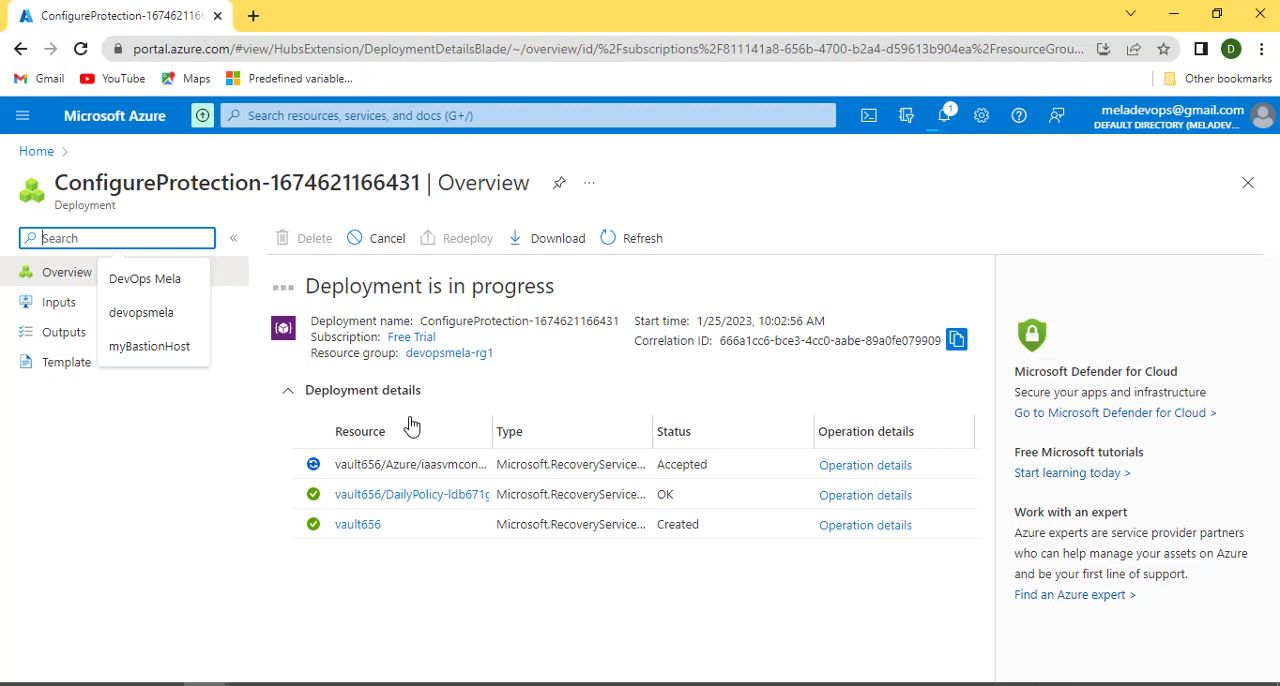 ConfigureProtection-1674621166
portal.azure.com/#view/HubsExtension/DeploymentDetailsBlade/~/overview/id/%2Fsubscriptions%2F811141a8-656b-4700-b2a4-d59613b904ea%2FresourceGrou...
D
Gmail
YouTube
Maps
Predefined variable...
Other bookmarks
Microsoft Azure
Search resources, services, and docs (G+/)
1
meladevops@gmail.com
DEFAULT DIRECTORY (MELADEV...
Home >
ConfigureProtection-1674621166431 | Overview
...
Deployment
Search
«
Delete
Cancel
Redeploy
Download
Refresh
Overview
Inputs
Outputs
Template
DevOps Mela
devopsmela
myBastionHost
Deployment is in progress
Deployment name: ConfigureProtection-1674621166431
Subscription: Free Trial
Resource group: devopsmela-rg1
Start time: 1/25/2023, 10:02:56 AM
Correlation ID: 666a1cc6-bce3-4cc0-aabe-89a0fe079909
Deployment details
Resource Type Status Operation details
vault656/Azure/iaasvmcon... Microsoft.RecoveryService... Accepted Operation details
vault656/DailyPolicy-ldb671g Microsoft.RecoveryService... OK Operation details
vault656 Microsoft.RecoveryService... Created Operation details
Microsoft Defender for Cloud
Secure your apps and infrastructure
Go to Microsoft Defender for Cloud >
Free Microsoft tutorials
Start learning today >
Work with an expert
Azure experts are service provider partners
who can help manage your assets on Azure
and be your first line of support.
Find an Azure expert >